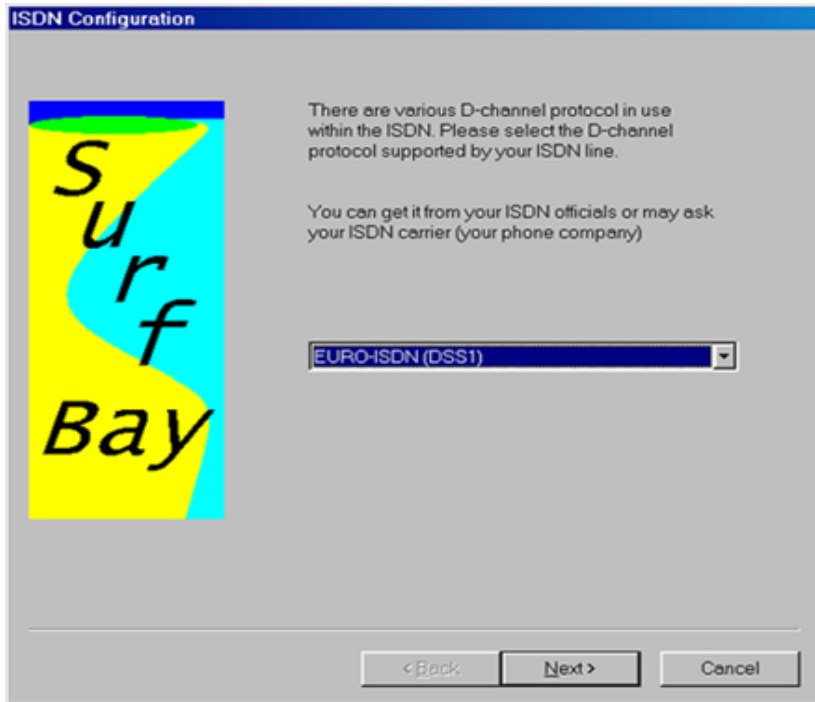 ISDN Configuration
Surf
Bay
There are various D-channel protocol in use
within the ISDN. Please select the D-channel
protocol supported by your ISDN line.
You can get it from your ISDN officials or may ask
your ISDN carrier (your phone company)
EURO-ISDN (DSS1)
< Back
Next >
Cancel